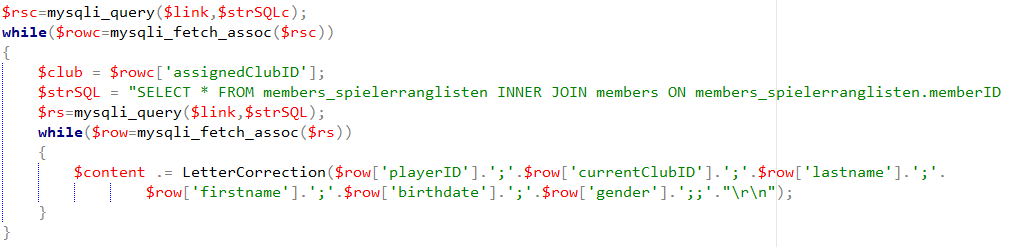 $rsc=mysqli_query($link,$strSQLc);
while($rowc=mysqli_fetch_assoc($rsc))
{
    $club = $rowc['assignedClubID'];
    $strSQL = "SELECT * FROM members_spielerranglisten INNER JOIN members ON members_spielerranglisten.memberID
    $rs=mysqli_query($link,$strSQL);
    while($row=mysqli_fetch_assoc($rs))
    {
        $content .= LetterCorrection($row['playerID'].';'.$row['currentClubID'].';'.$row['lastname'].';'.
                $row['firstname'].';'.$row['birthdate'].';'.$row['gender'].';;'."\r\n");
    }
}